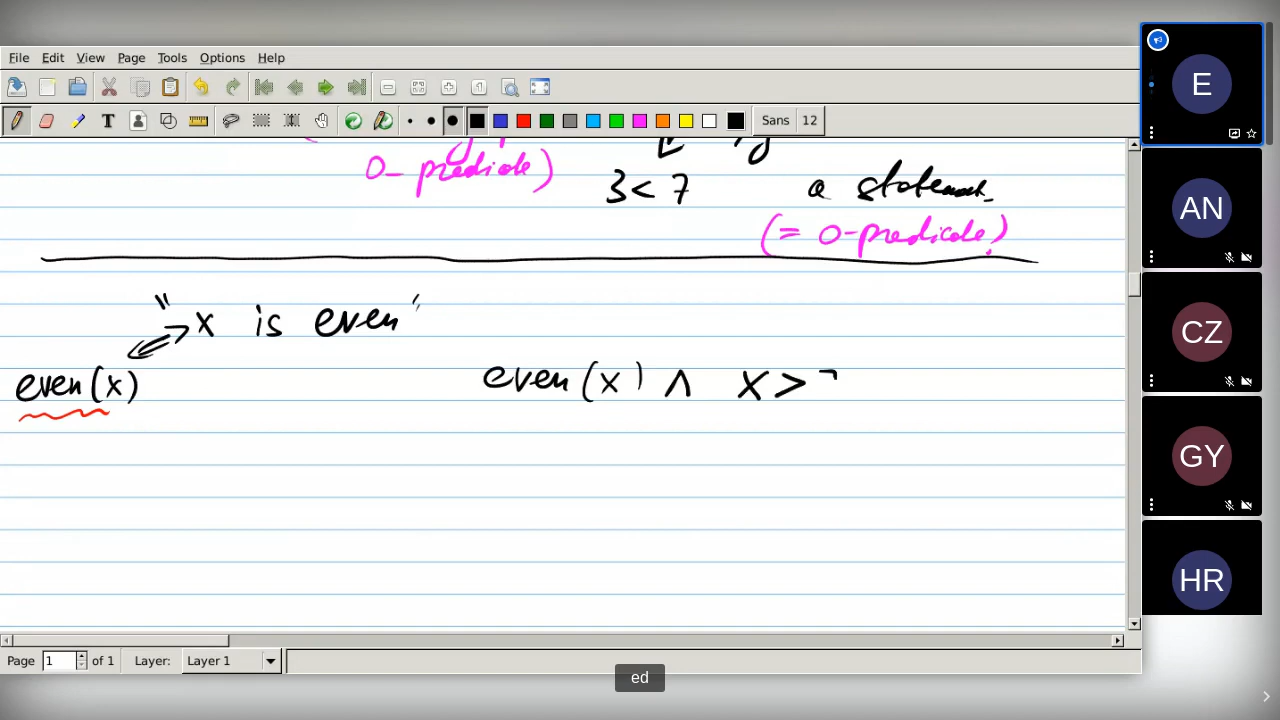 File Edit View Page Tools Options Help
Sans 12
0-predicate)
3 < 7 a statement
(= 0-predicate!)
"x is even"
even(x)
even(x) ∧ x >
Page 1 of 1 Layer: Layer 1
ed
E
AN
CZ
GY
HR